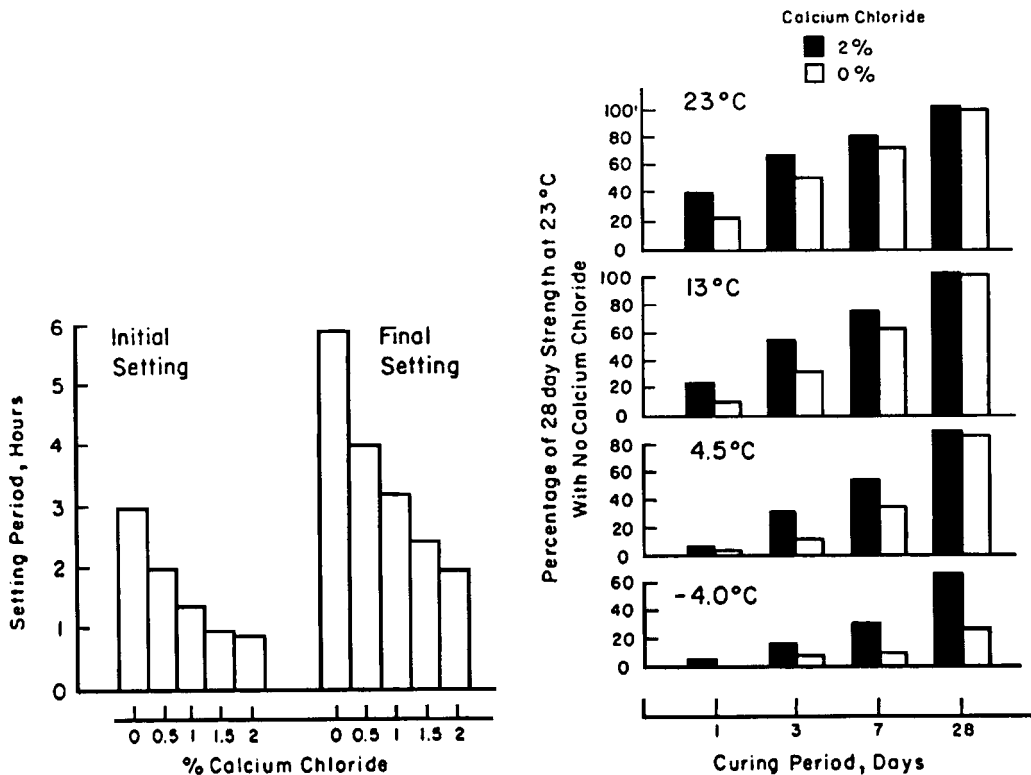 Initial
Setting
Final
Setting
Setting Period, Hours
6
5
4
3
2
1
0
0 0.5 1 1.5 2
0 0.5 1 1.5 2
% Calcium Chloride
Calcium Chloride
2%
0%
Percentage of 28 day Strength at 23°C
With No Calcium Chloride
23°C
100
80
60
40
20
0
13°C
100
80
60
40
20
0
4.5°C
80
60
40
20
0
-4.0°C
60
40
20
0
1 3 7 28
Curing Period, Days